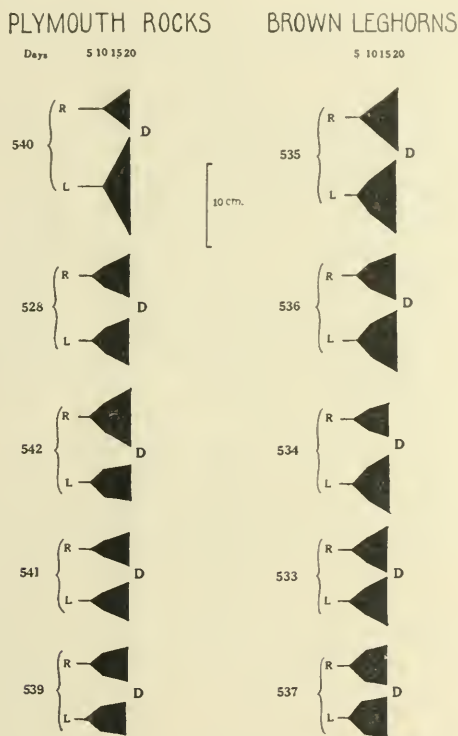 PLYMOUTH ROCKS
Days 5 10 15 20
R
540 D
L
R
528 D
L
R
542 D
L
R
541 D
L
R
539 D
L
10 cm.
BROWN LEGHORNS
5 10 15 20
R
535 D
L
R
536 D
L
R
534 D
L
R
533 D
L
R
537 D
L